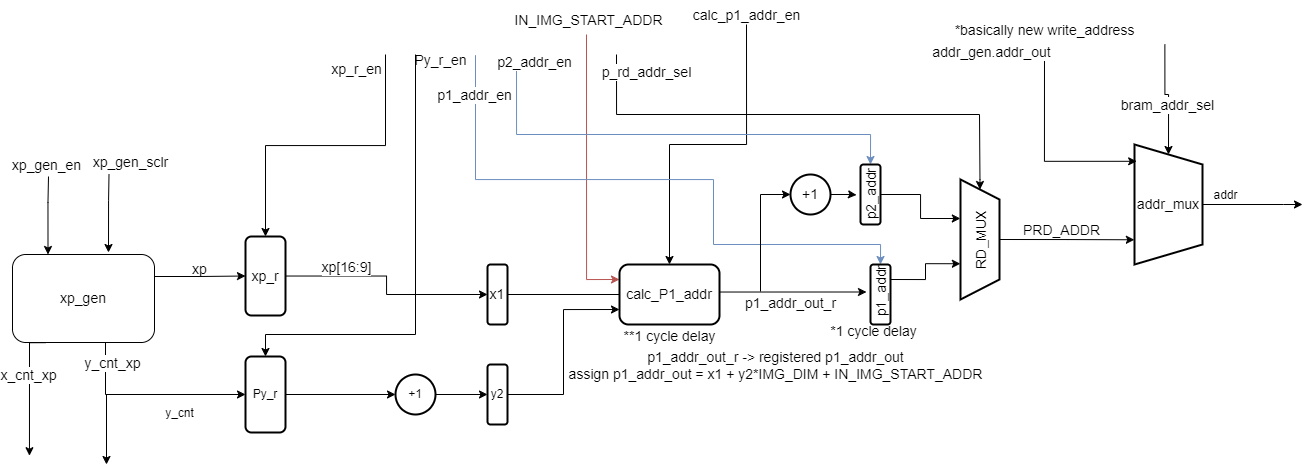 IN_IMG_START_ADDR
calc_p1_addr_en
*basically new write_address
addr_gen.addr_out
xp_r_en
Py_r_en
p2_addr_en
p_rd_addr_sel
p1_addr_en
bram_addr_sel
xp_gen_en
xp_gen_sclr
+1
p2_addr
addr_mux
addr
RD_MUX
PRD_ADDR
xp_gen
xp
xp_r
xp[16:9]
x1
calc_P1_addr
p1_addr_out_r
p1_addr
**1 cycle delay
*1 cycle delay
p1_addr_out_r -> registered p1_addr_out
assign p1_addr_out = x1 + y2*IMG_DIM + IN_IMG_START_ADDR
x_cnt_xp
y_cnt_xp
y_cnt
Py_r
+1
y2